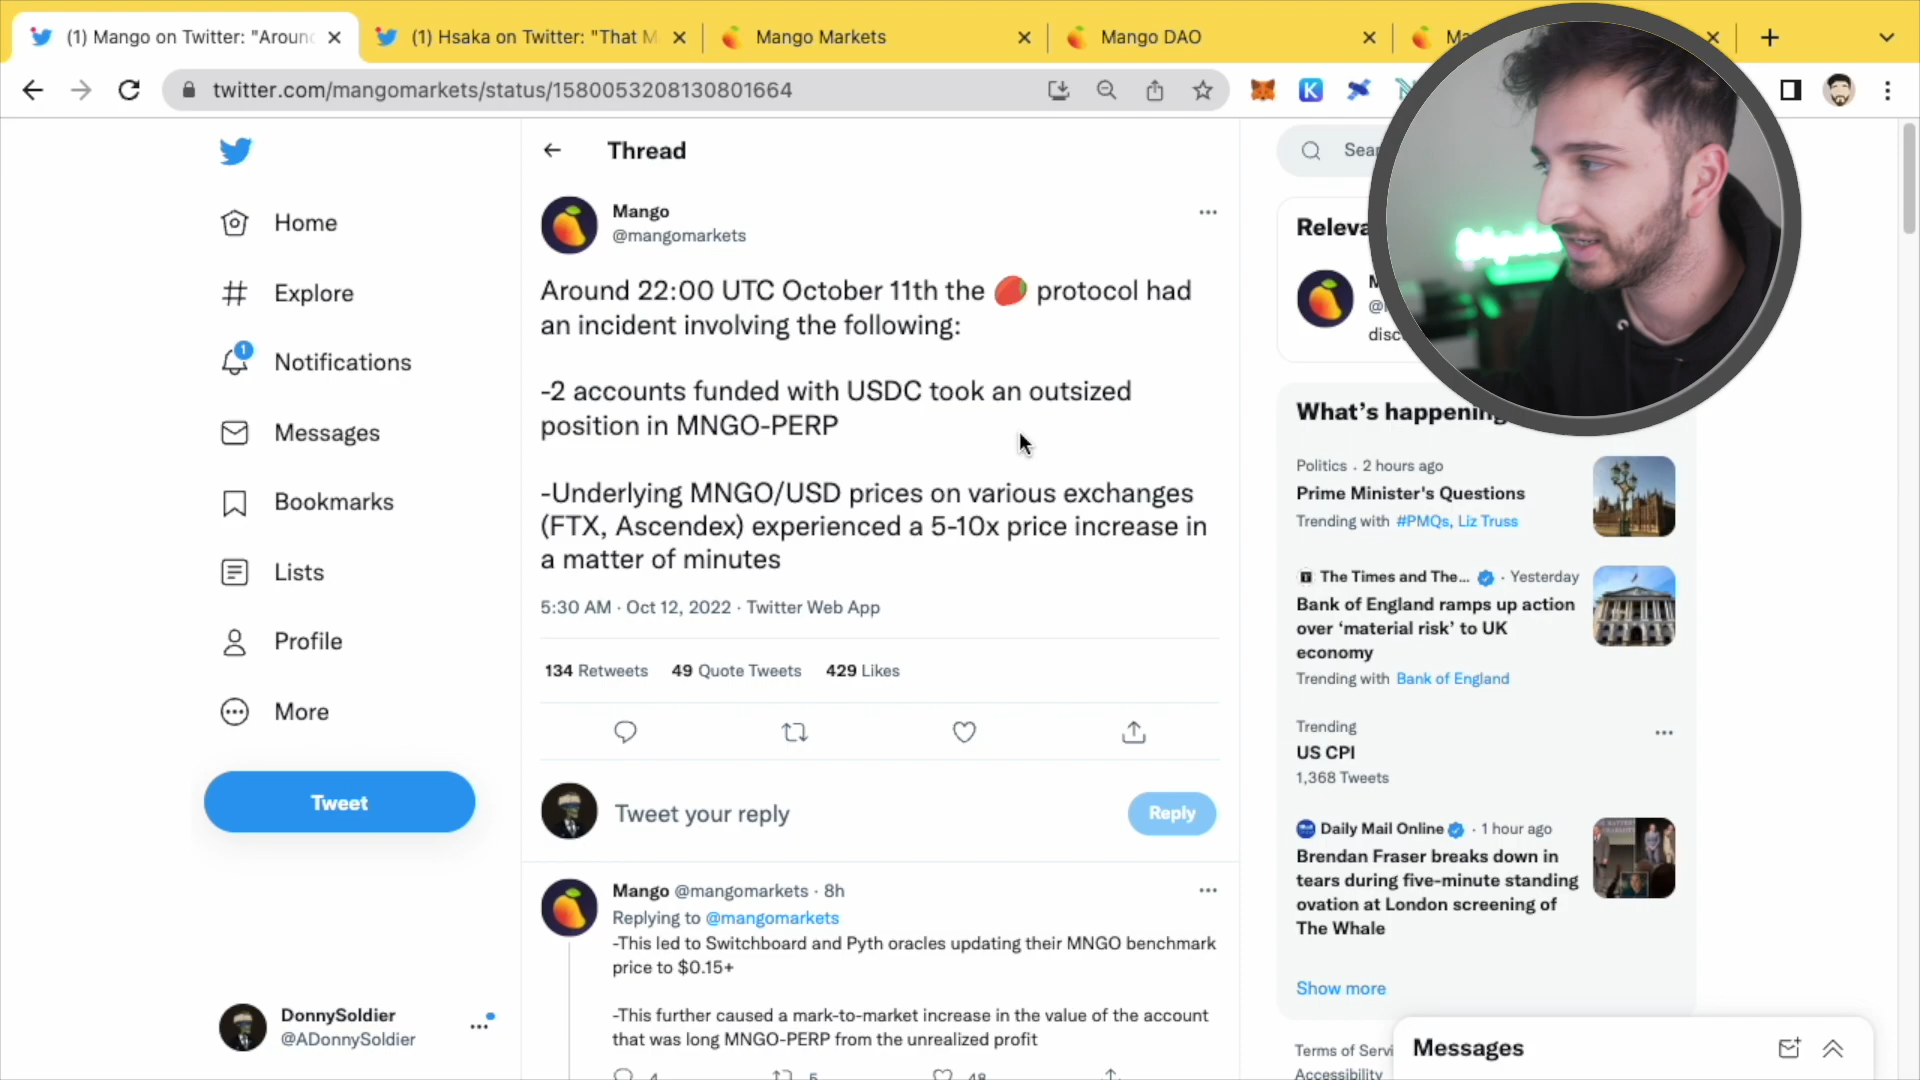 (1) Mango on Twitter: "Aroun
(1) Hsaka on Twitter: "That M
Mango Markets
Mango DAO
twitter.com/mangomarkets/status/1580053208130801664
Thread
Home
Explore
1
Notifications
Messages
Bookmarks
Lists
Profile
More
Tweet
DonnySoldier
@ADonnySoldier
Mango
@mangomarkets
Around 22:00 UTC October 11th the 🥭 protocol had
an incident involving the following:
-2 accounts funded with USDC took an outsized
position in MNGO-PERP
-Underlying MNGO/USD prices on various exchanges
(FTX, Ascendex) experienced a 5-10x price increase in
a matter of minutes
5:30 AM · Oct 12, 2022 · Twitter Web App
134 Retweets 49 Quote Tweets 429 Likes
Tweet your reply
Reply
Mango @mangomarkets · 8h
Replying to @mangomarkets
-This led to Switchboard and Pyth oracles updating their MNGO benchmark
price to $0.15+
-This further caused a mark-to-market increase in the value of the account
that was long MNGO-PERP from the unrealized profit
4 5 48
What's happening
Politics · 2 hours ago
Prime Minister's Questions
Trending with #PMQs, Liz Truss
The Times and The... · Yesterday
Bank of England ramps up action
over 'material risk' to UK
economy
Trending with Bank of England
Trending
US CPI
1,368 Tweets
Daily Mail Online · 1 hour ago
Brendan Fraser breaks down in
tears during five-minute standing
ovation at London screening of
The Whale
Show more
Terms of Servi
Accessibility
Messages